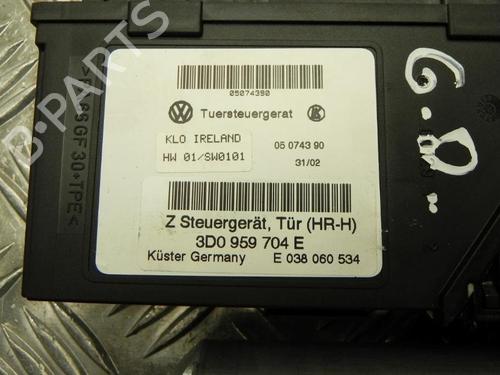 05074390
Tuersteuergerat
KLO IRELAND
HW 01/SW0101
05 0743 90
31/02
Z Steuergerät, Tür (HR-H)
3D0 959 704 E
Küster Germany E 038 060 534
GF 30+TPE<
B-PARTS